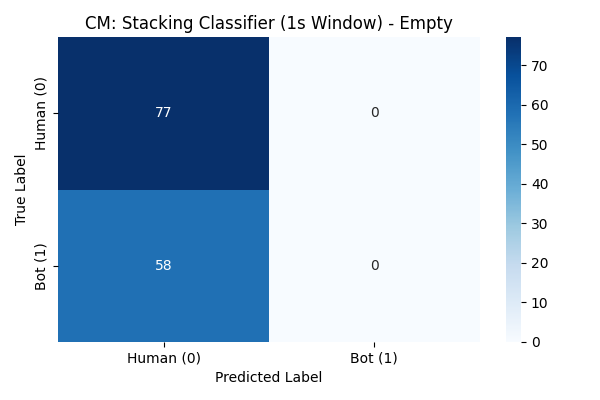 CM: Stacking Classifier (1s Window) - Empty
True Label
Human (0)
Bot (1)
77
0
58
0
Human (0)
Bot (1)
Predicted Label
70
60
50
40
30
20
10
0